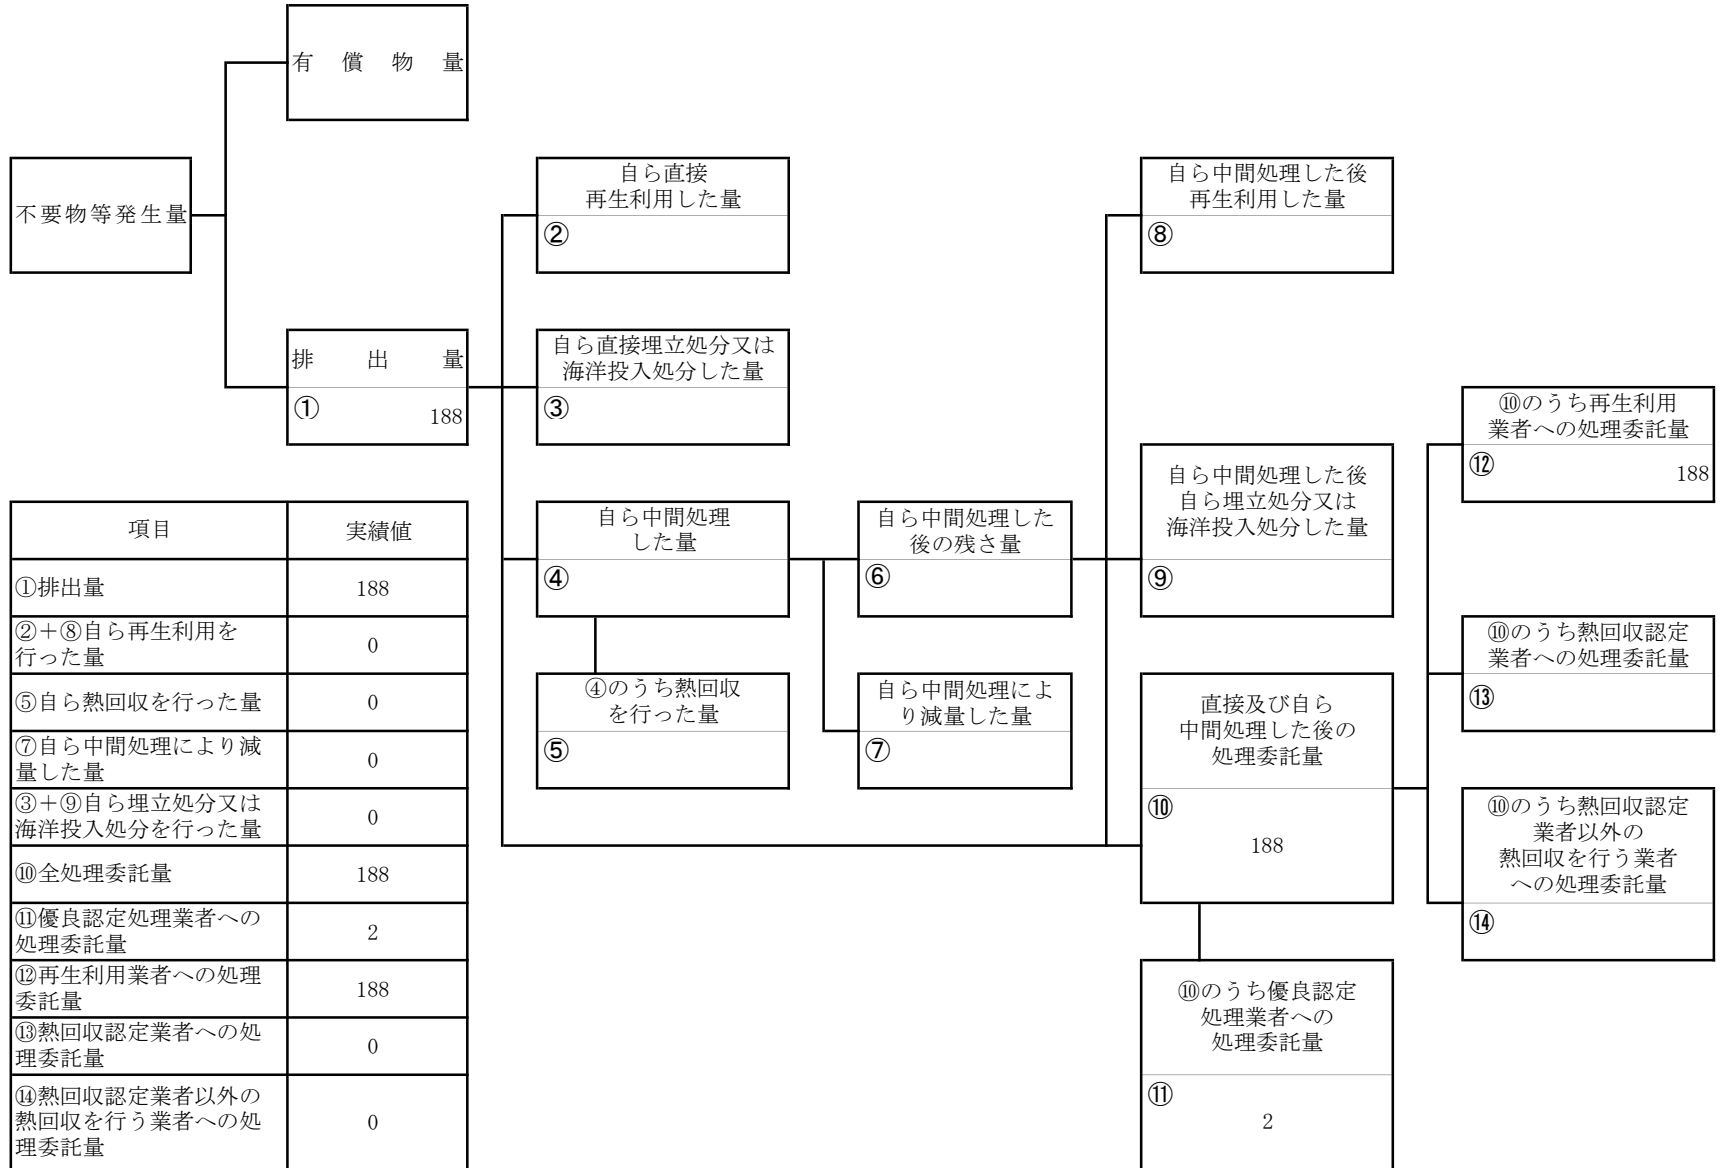 有償物量
不要物等発生量
自ら直接
再生利用した量
②
自ら中間処理した後
再生利用した量
⑧
排出量
①
188
自ら直接埋立処分又は
海洋投入処分した量
③
⑩のうち再生利用
業者への処理委託量
⑫
188
自ら中間処理した後
自ら埋立処分又は
海洋投入処分した量
⑨
自ら中間処理
した量
④
自ら中間処理した
後の残さ量
⑥
⑩のうち熱回収認定
業者への処理委託量
⑬
④のうち熱回収
を行った量
⑤
自ら中間処理によ
り減量した量
⑦
直接及び自ら
中間処理した後の
処理委託量
⑩
188
⑩のうち熱回収認定
業者以外の
熱回収を行う業者
への処理委託量
⑭
⑩のうち優良認定
処理業者への
処理委託量
⑪
2
項目 実績値
①排出量 188
②+⑧自ら再生利用を
行った量
0
⑤自ら熱回収を行った量 0
⑦自ら中間処理により減
量した量
0
③+⑨自ら埋立処分又は
海洋投入処分を行った量
0
⑩全処理委託量 188
⑪優良認定処理業者への
処理委託量
2
⑫再生利用業者への処理
委託量
188
⑬熱回収認定業者への処
理委託量
0
⑭熱回収認定業者以外の
熱回収を行う業者への処
理委託量
0